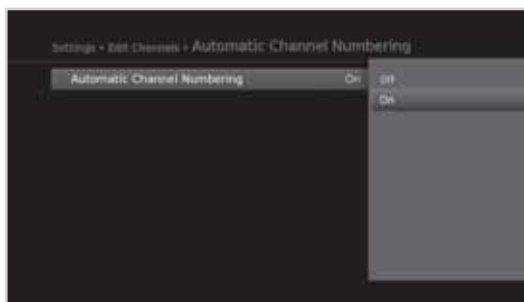 Settings • Edit Channels • Automatic Channel Numbering
Automatic Channel Numbering On
Off
On